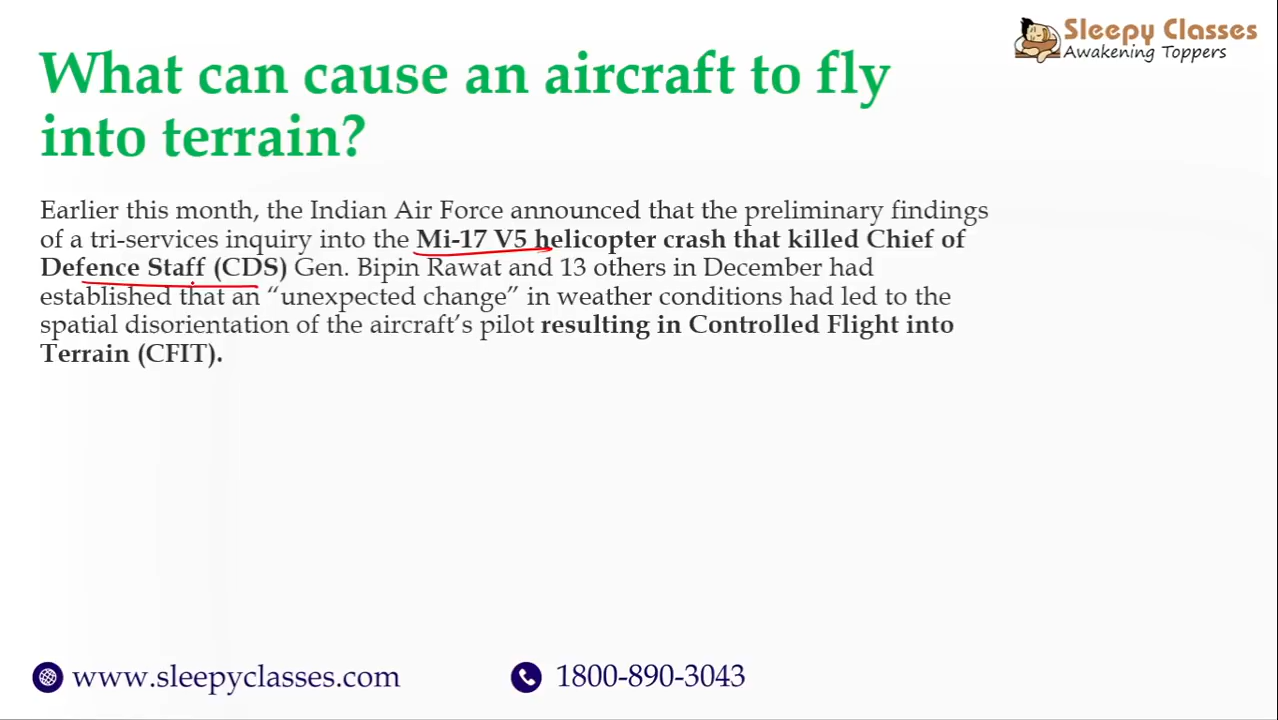 Sleepy Classes
Awakening Toppers
What can cause an aircraft to fly
into terrain?
Earlier this month, the Indian Air Force announced that the preliminary findings
of a tri-services inquiry into the Mi-17 V5 helicopter crash that killed Chief of
Defence Staff (CDS) Gen. Bipin Rawat and 13 others in December had
established that an “unexpected change” in weather conditions had led to the
spatial disorientation of the aircraft’s pilot resulting in Controlled Flight into
Terrain (CFIT).
www.sleepyclasses.com
1800-890-3043